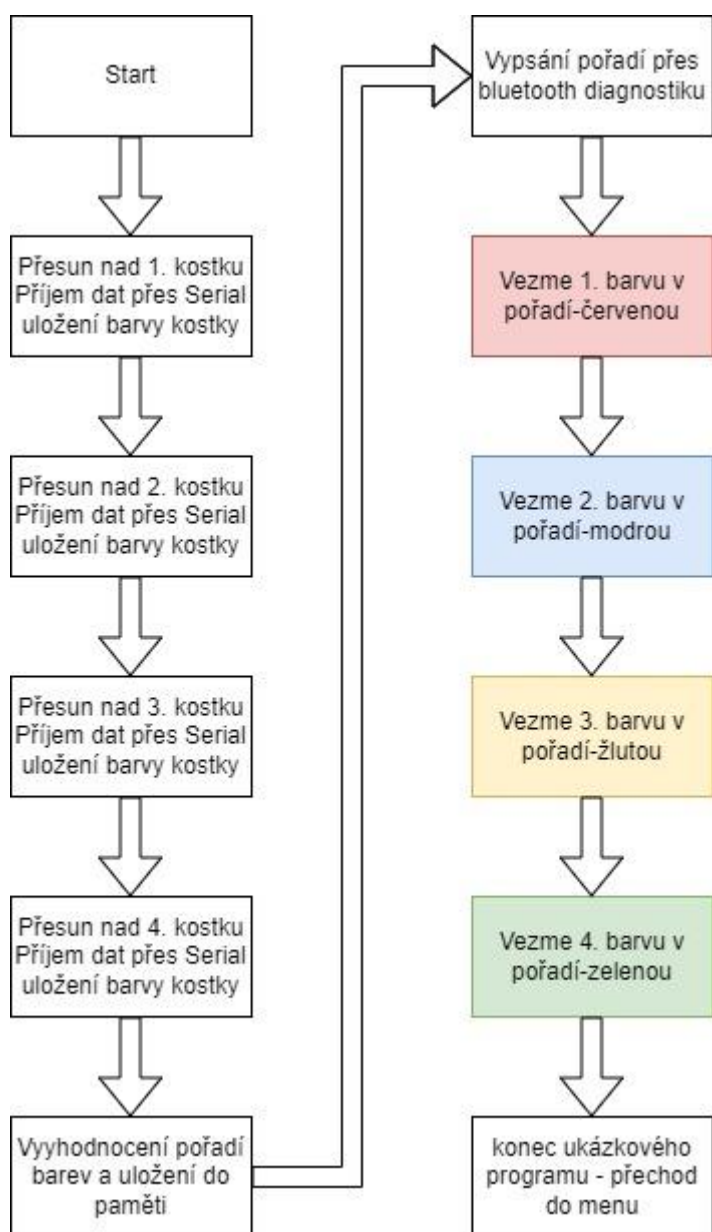 Start
Přesun nad 1. kostku
Příjem dat přes Serial
uložení barvy kostky
Přesun nad 2. kostku
Příjem dat přes Serial
uložení barvy kostky
Přesun nad 3. kostku
Příjem dat přes Serial
uložení barvy kostky
Přesun nad 4. kostku
Příjem dat přes Serial
uložení barvy kostky
Vyyhodnocení pořadí
barev a uložení do
paměti
Vypsání pořadí přes
bluetooth diagnostiku
Vezme 1. barvu v
pořadí-červenou
Vezme 2. barvu v
pořadí-modrou
Vezme 3. barvu v
pořadí-žlutou
Vezme 4. barvu v
pořadí-zelenou
konec ukázkového
programu - přechod
do menu